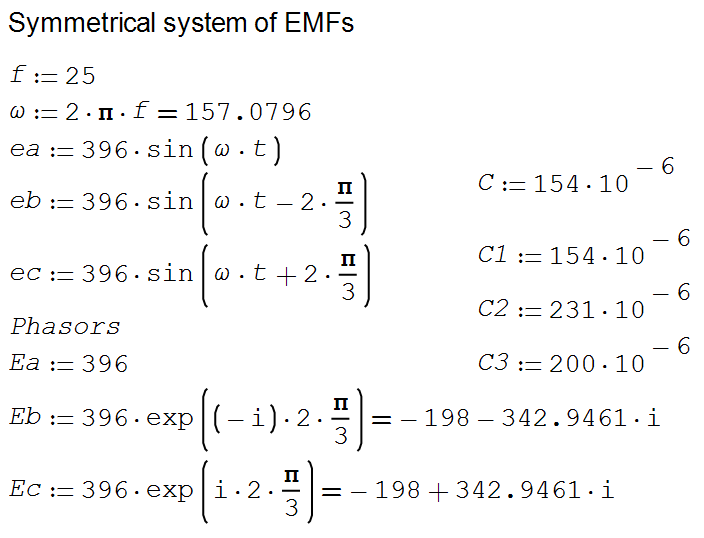 Symmetrical system of EMFs
f := 25
ω := 2 · π · f = 157.0796
ea := 396 · sin(ω · t)
eb := 396 · sin(ω · t − 2 · π/3)
ec := 396 · sin(ω · t + 2 · π/3)
Phasors
Ea := 396
Eb := 396 · exp((−i) · 2 · π/3) = −198 − 342.9461 · i
Ec := 396 · exp(i · 2 · π/3) = −198 + 342.9461 · i
C := 154 · 10^−6
C1 := 154 · 10^−6
C2 := 231 · 10^−6
C3 := 200 · 10^−6